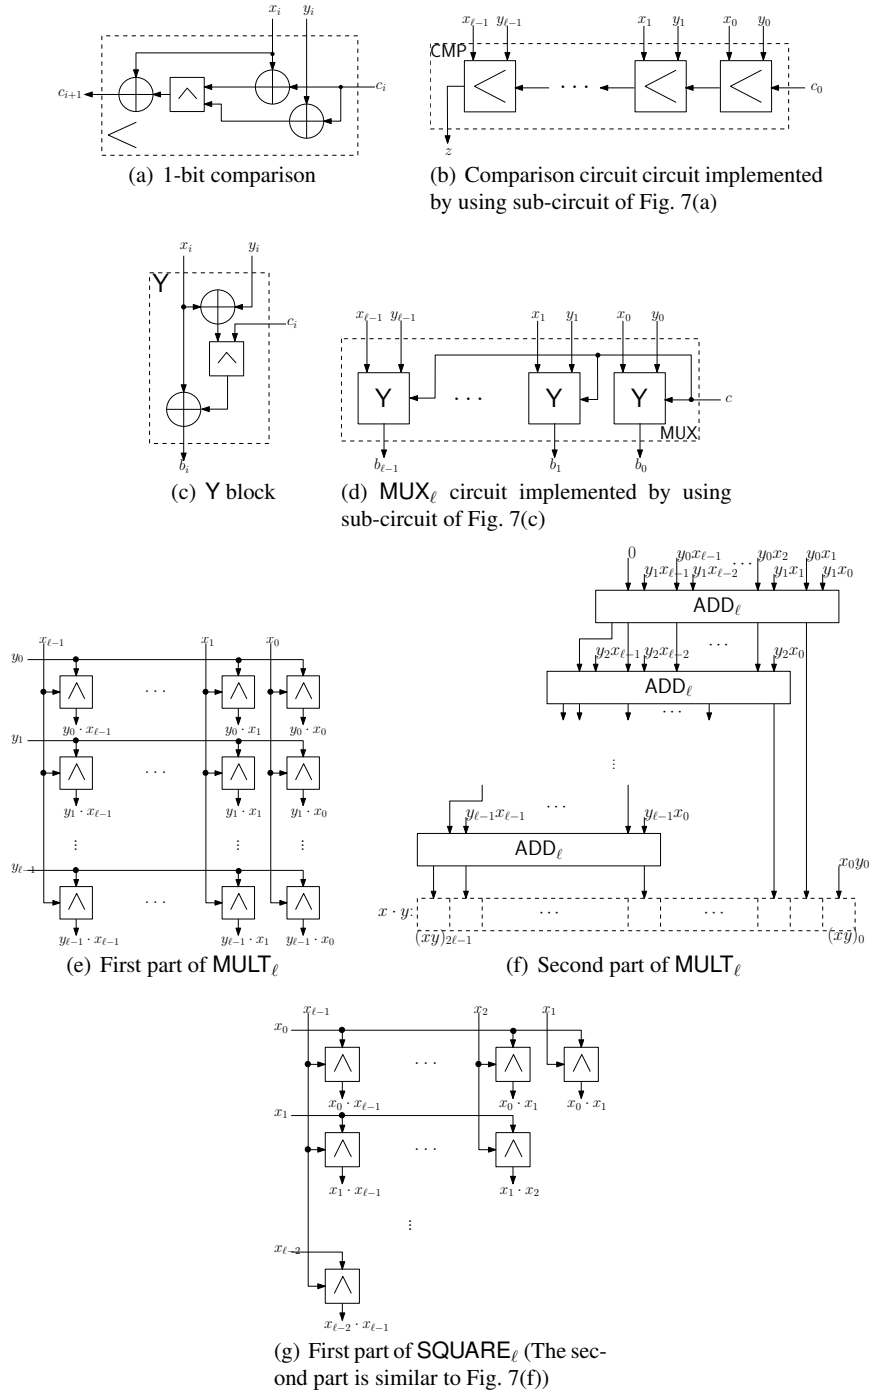 x_i y_i
c_{i+1} ∧ c_i
<
(a) 1-bit comparison
x_{ℓ−1} y_{ℓ−1} x_1 y_1 x_0 y_0
CMP
< · · · < < c_0
z
(b) Comparison circuit circuit implemented
by using sub-circuit of Fig. 7(a)
x_i y_i
Y
c_i
∧
b_i
(c) Y block
x_{ℓ−1} y_{ℓ−1} x_1 y_1 x_0 y_0
Y · · · Y Y c
MUX
b_{ℓ−1} b_1 b_0
(d) MUX_ℓ circuit implemented by using
sub-circuit of Fig. 7(c)
x_{ℓ−1} x_1 x_0
y_0
∧ · · · ∧ ∧
y_0 · x_{ℓ−1} y_0 · x_1 y_0 · x_0
y_1
∧ · · · ∧ ∧
y_1 · x_{ℓ−1} y_1 · x_1 y_1 · x_0
⋮ ⋮ ⋮
y_{ℓ−1}
∧ · · · ∧ ∧
y_{ℓ−1} · x_{ℓ−1} y_{ℓ−1} · x_1 y_{ℓ−1} · x_0
(e) First part of MULT_ℓ
0 y_0x_{ℓ−1} · · · y_0x_2 y_0x_1
y_1x_{ℓ−1} y_1x_{ℓ−2} y_1x_1 y_1x_0
ADD_ℓ
· · ·
y_2x_{ℓ−1} y_2x_{ℓ−2} y_2x_0
ADD_ℓ
· · ·
⋮
· · ·
y_{ℓ−1}x_{ℓ−1} y_{ℓ−1}x_0
ADD_ℓ
x_0y_0
x · y: · · · · · ·
(xy)_{2ℓ−1} (xy)_0
(f) Second part of MULT_ℓ
x_{ℓ−1} x_2 x_1
x_0
∧ · · · ∧ ∧
x_0 · x_{ℓ−1} x_0 · x_1 x_0 · x_1
x_1
∧ · · · ∧
x_1 · x_{ℓ−1} x_1 · x_2
⋮
x_{ℓ−2}
∧
x_{ℓ−2} · x_{ℓ−1}
(g) First part of SQUARE_ℓ (The sec-
ond part is similar to Fig. 7(f))